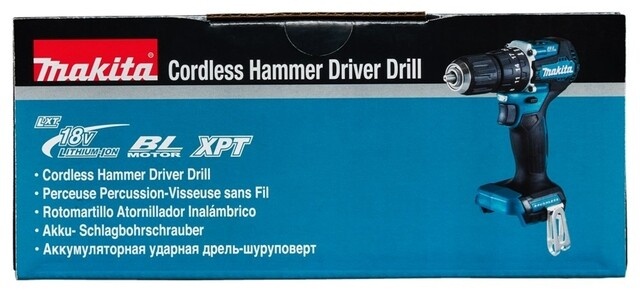 Makita Cordless Hammer Driver Drill
LXT
18V
LITHIUM-ION
BL
MOTOR
XPT
• Cordless Hammer Driver Drill
• Perceuse Percussion-Visseuse sans Fil
• Rotomartillo Atornillador Inalámbrico
• Akku- Schlagbohrschrauber
• Аккумуляторная ударная дрель-шуруповерт
Makita